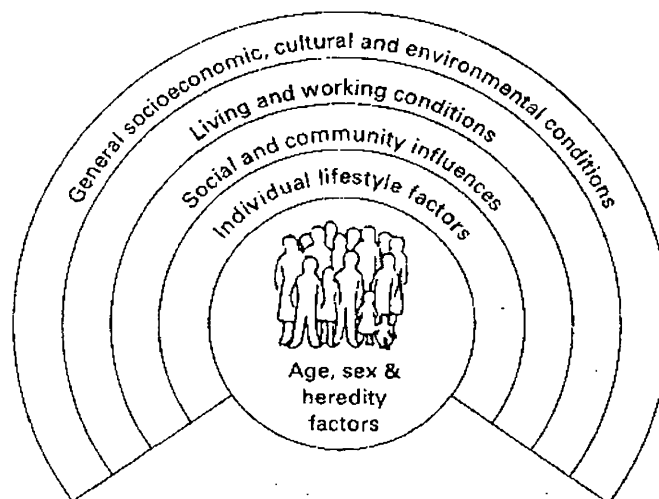 General socioeconomic, cultural and environmental conditions
Living and working conditions
Social and community influences
Individual lifestyle factors
Age, sex &
heredity
factors